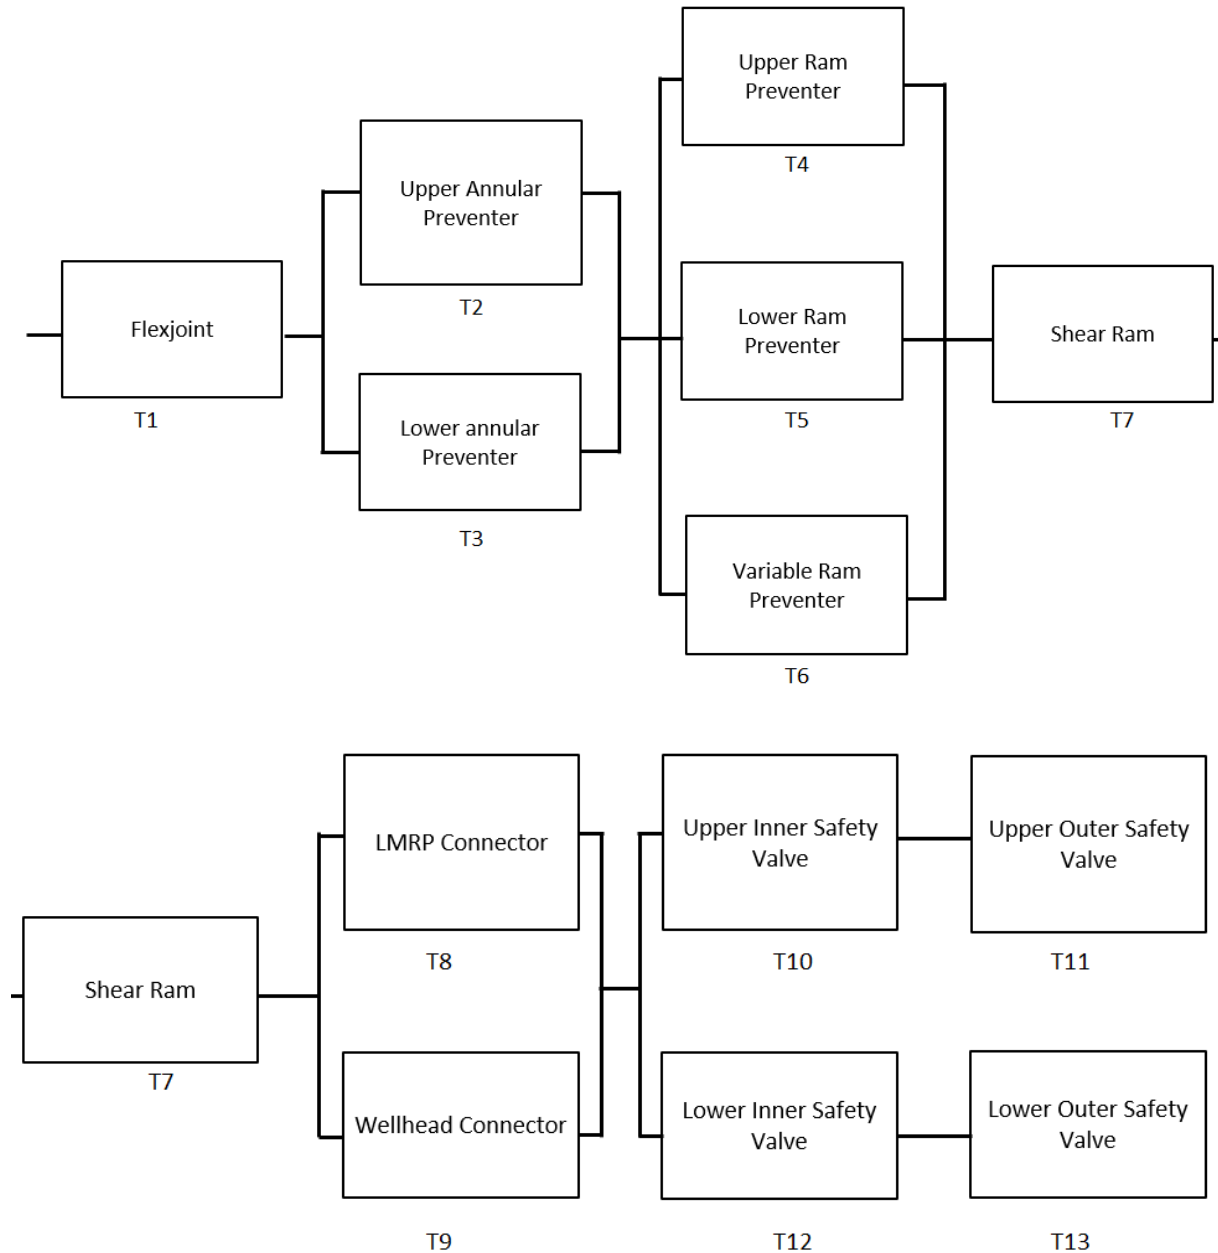 Upper Ram
Preventer
T4
Upper Annular
Preventer
T2
Flexjoint
T1
Lower Ram
Preventer
T5
Shear Ram
T7
Lower annular
Preventer
T3
Variable Ram
Preventer
T6
LMRP Connector
T8
Upper Inner Safety
Valve
T10
Upper Outer Safety
Valve
T11
Shear Ram
T7
Wellhead Connector
T9
Lower Inner Safety
Valve
T12
Lower Outer Safety
Valve
T13